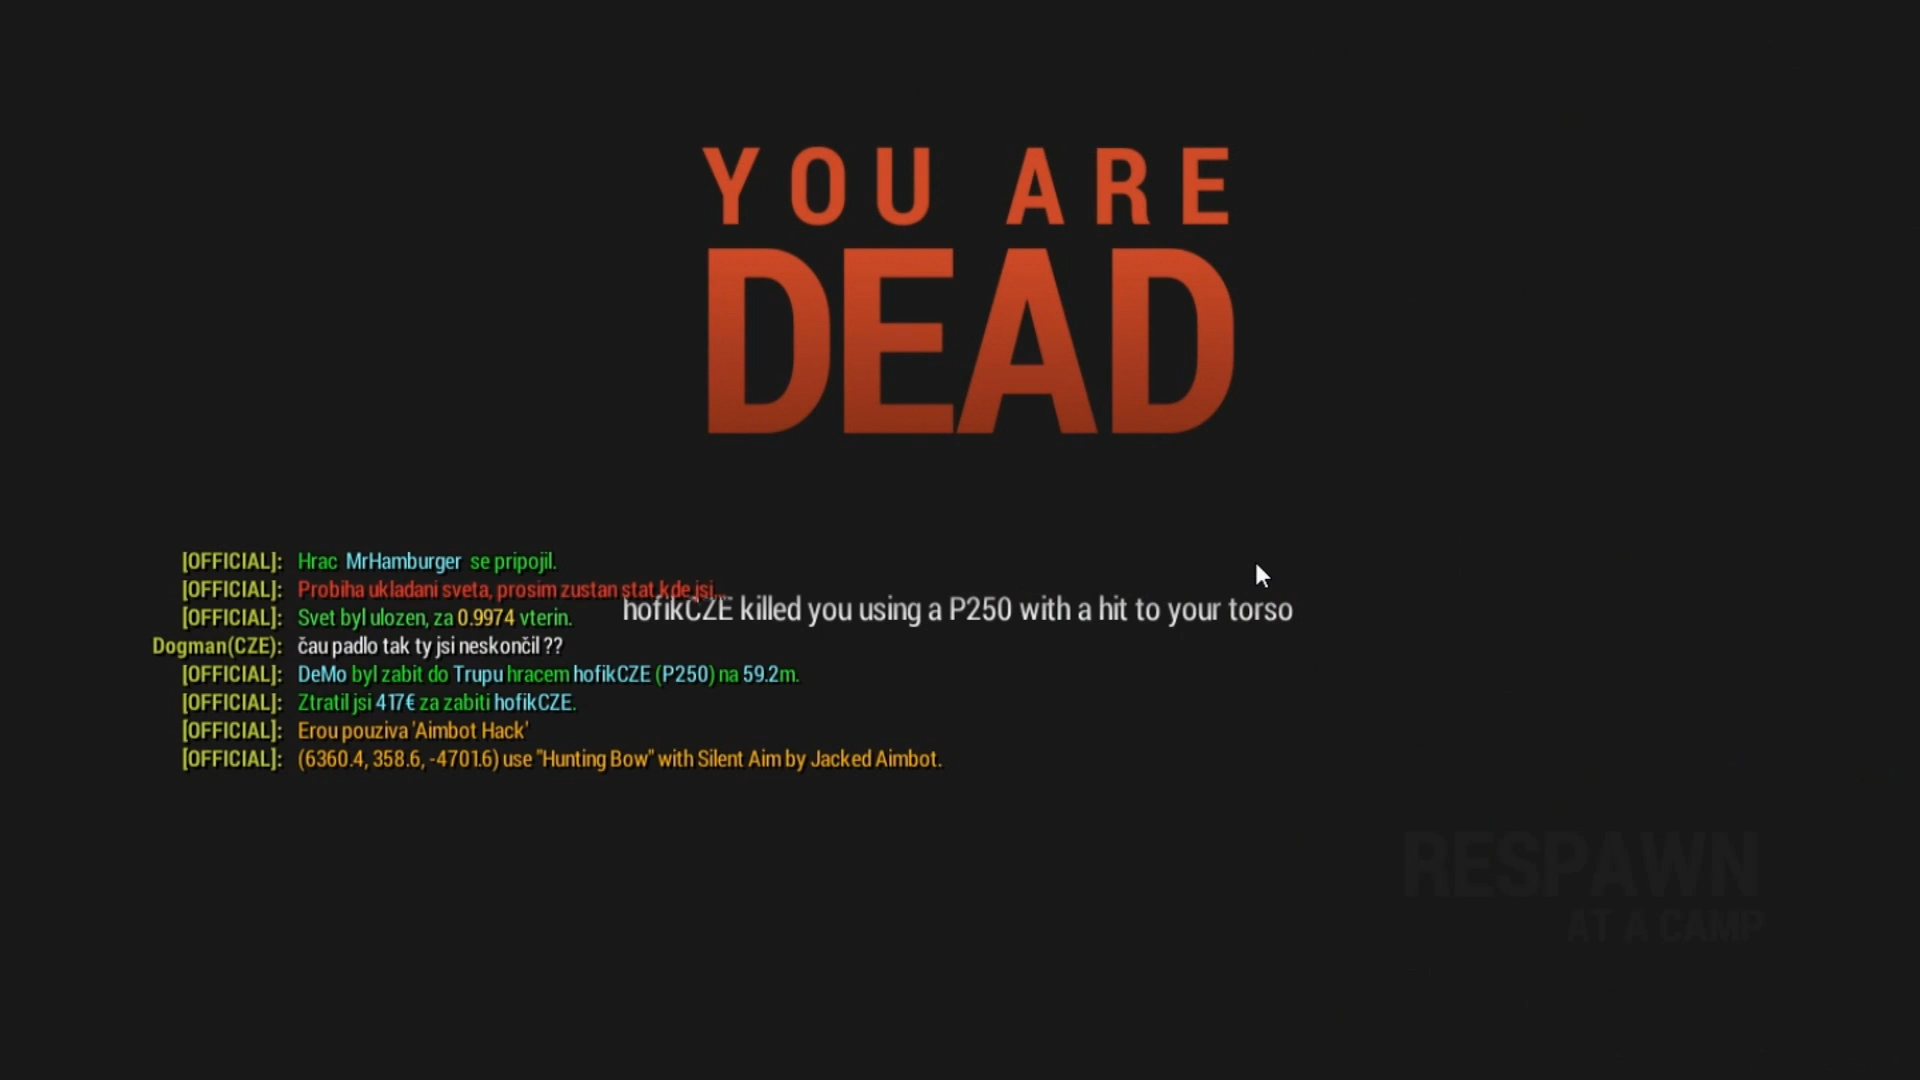 YOU ARE
DEAD
[OFFICIAL]: Hrac MrHamburger se pripojil.
[OFFICIAL]: Probiha ukladani sveta, prosim zustan stat kde jsi...
hofikCZE killed you using a P250 with a hit to your torso
[OFFICIAL]: Svet byl ulozen, za 0.9974 vterin.
Dogman(CZE): čau padlo tak ty jsi neskončil ??
[OFFICIAL]: DeMo byl zabit do Trupu hracem hofikCZE (P250) na 59.2m.
[OFFICIAL]: Ztratil jsi 417€ za zabiti hofikCZE.
[OFFICIAL]: Erou pouziva 'Aimbot Hack'
[OFFICIAL]: (6360.4, 358.6, -4701.6) use "Hunting Bow" with Silent Aim by Jacked Aimbot.
RESPAWN
AT A CAMP